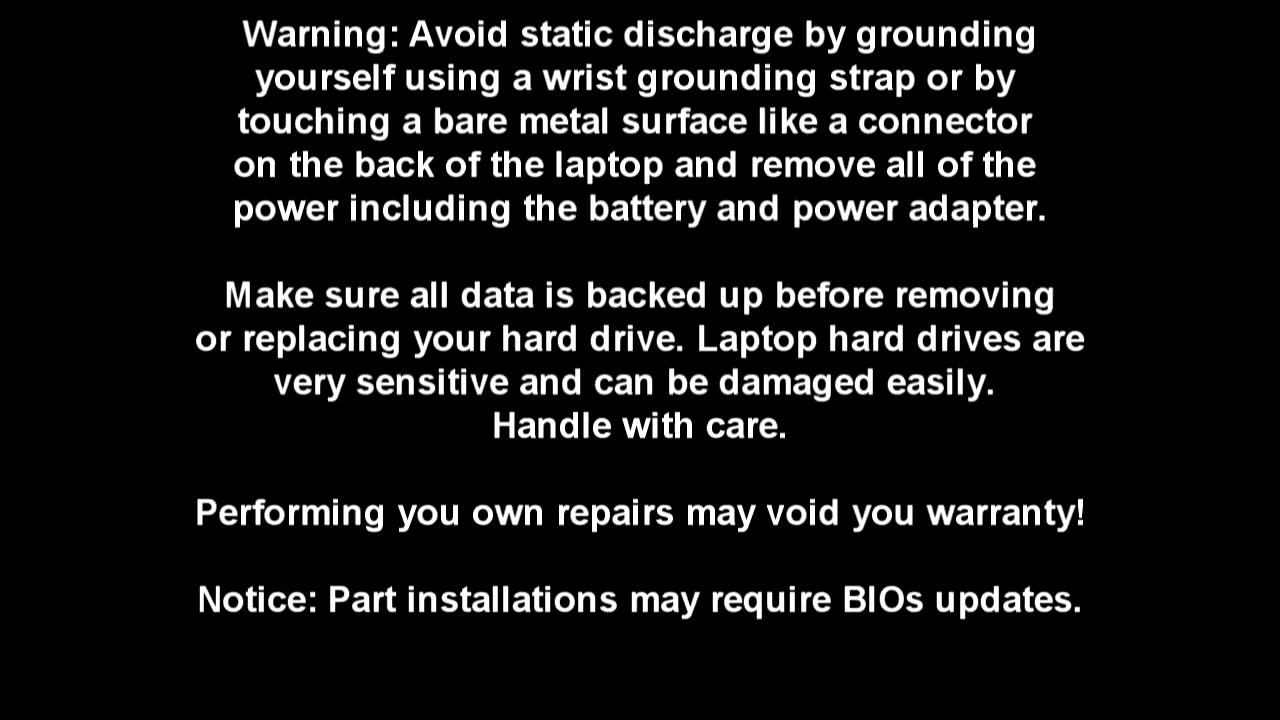 Warning: Avoid static discharge by grounding
yourself using a wrist grounding strap or by
touching a bare metal surface like a connector
on the back of the laptop and remove all of the
power including the battery and power adapter.
Make sure all data is backed up before removing
or replacing your hard drive. Laptop hard drives are
very sensitive and can be damaged easily.
Handle with care.
Performing you own repairs may void you warranty!
Notice: Part installations may require BIOs updates.